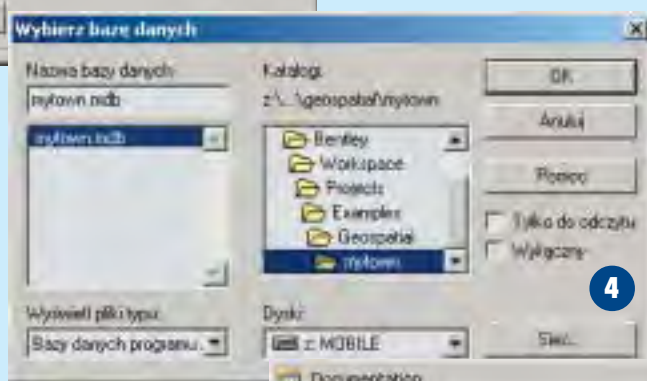 Wybierz bazę danych
Nazwa bazy danych:
mytown.mdb
mytown.mdb
Wyświetl pliki typu:
Bazy danych programu.
Katalogi:
z:\...\geospatial\mytown
Bentley
Workspace
Projects
Examples
Geospatial
mytown
Dyski:
z: MOBILE
OK
Anuluj
Pomoc
Tylko do odczytu
Wyłączny
4
Sieć...
Documentation